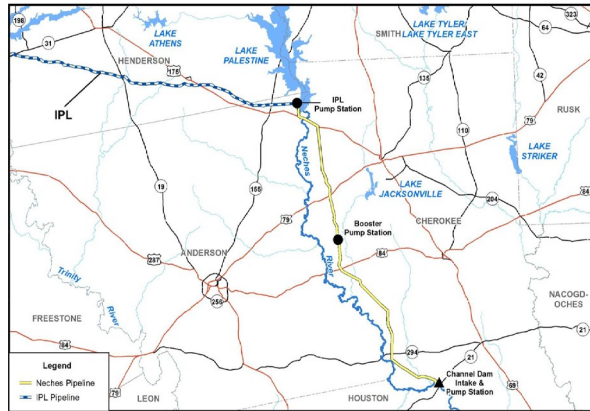 198
31
LAKE
ATHENS
LAKE
PALESTINE
SMITH
LAKE TYLER/
LAKE TYLER EAST
323
64
HENDERSON
175
135
42
IPL
IPL
Pump Station
RUSK
79
110
LAKE
STRIKER
Neches
19
155
LAKE
JACKSONVILLE
84
204
79
Booster
Pump Station
CHEROKEE
ANDERSON
287
River
84
Trinity
River
256
NACOGD-
OCHES
FREESTONE
21
84
294
21
Channel Dam
Intake &
Pump Station
69
79
LEON
HOUSTON
Legend
Neches Pipeline
IPL Pipeline